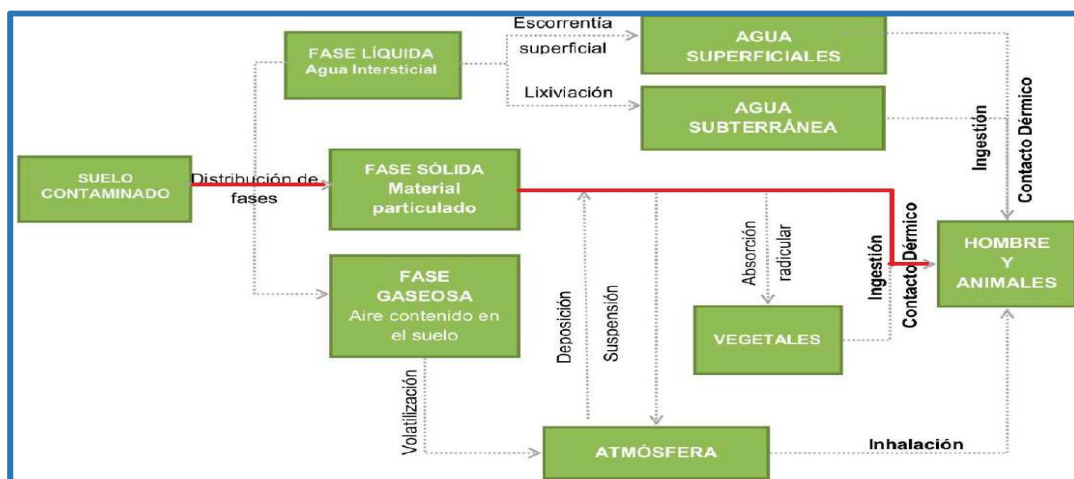 Escorrentía
superficial
FASE LÍQUIDA
Agua Intersticial
AGUA
SUPERFICIALES
Lixiviación
AGUA
SUBTERRÁNEA
Ingestión
Contacto Dérmico
SUELO
CONTAMINADO
Distribución de
fases
FASE SÓLIDA
Material
particulado
FASE
GASEOSA
Aire contenido en
el suelo
Volatilización
Deposición
Suspensión
Absorción
radicular
VEGETALES
Ingestión
Contacto Dérmico
HOMBRE
Y
ANIMALES
ATMÓSFERA
Inhalación